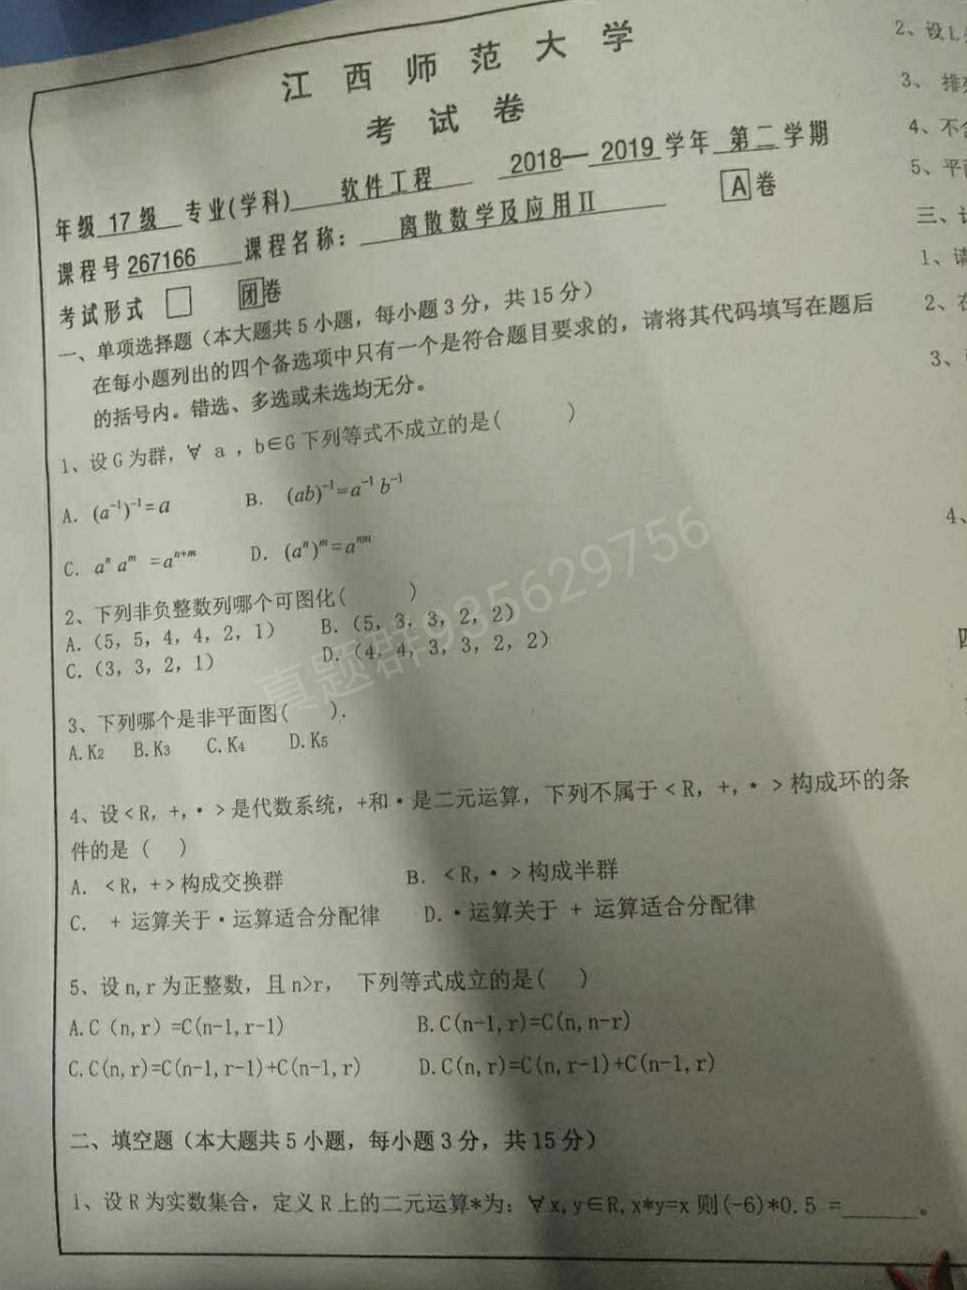 江西师范大学
考试卷
2018— 2019 学年 第二学期
年级 17 级 专业(学科) 软件工程
课程号 267166 课程名称： 离散数学及应用II A 卷
考试形式 □ 闭卷
一、单项选择题（本大题共 5 小题，每小题 3 分，共 15 分）
在每小题列出的四个备选项中只有一个是符合题目要求的，请将其代码填写在题后
的括号内。错选、多选或未选均无分。
1、设 G 为群，∀ a ，b∈G 下列等式不成立的是( )
A. (a⁻¹)⁻¹=a B. (ab)⁻¹=a⁻¹ b⁻¹
C. aⁿ aᵐ =aⁿ⁺ᵐ D. (aⁿ)ᵐ=aⁿᵐ
2、下列非负整数列哪个可图化( )
A.（5，5，4，4，2，1） B.（5，3，3，2，2）
C.（3，3，2，1） D.（4，4，3，3，2，2）
3、下列哪个是非平面图( ).
A.K₂ B.K₃ C.K₄ D.K₅
4、设＜R，+，·＞是代数系统，+和·是二元运算，下列不属于＜R，+，·＞构成环的条
件的是（ ）
A. ＜R，+＞构成交换群 B. ＜R，·＞构成半群
C. + 运算关于·运算适合分配律 D.·运算关于 + 运算适合分配律
5、设 n,r 为正整数，且 n>r， 下列等式成立的是( )
A.C（n,r）=C(n-1,r-1) B.C(n-1,r)=C(n,n-r)
C.C(n,r)=C(n-1,r-1)+C(n-1,r) D.C(n,r)=C(n,r-1)+C(n-1,r)
二、填空题（本大题共 5 小题，每小题 3 分，共 15 分）
1、设 R 为实数集合，定义 R 上的二元运算*为：∀x,y∈R,x*y=x 则(-6)*0.5 =______。
2、设 L
3、 排
4、不
5、平
三、
1、请
2、在
3、
4、
真题群935629756